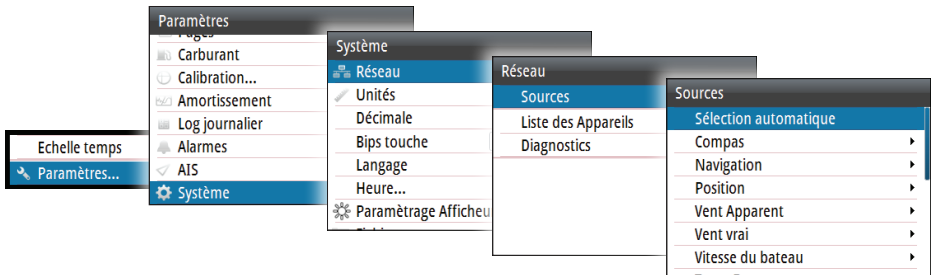 Echelle temps
Paramètres...
Paramètres
Pages
Carburant
Calibration...
Amortissement
Log journalier
Alarmes
AIS
Système
Système
Réseau
Unités
Décimale
Bips touche
Langage
Heure...
Paramètrage Afficheu
Réseau
Sources
Liste des Appareils
Diagnostics
Sources
Sélection automatique
Compas
Navigation
Position
Vent Apparent
Vent vrai
Vitesse du bateau